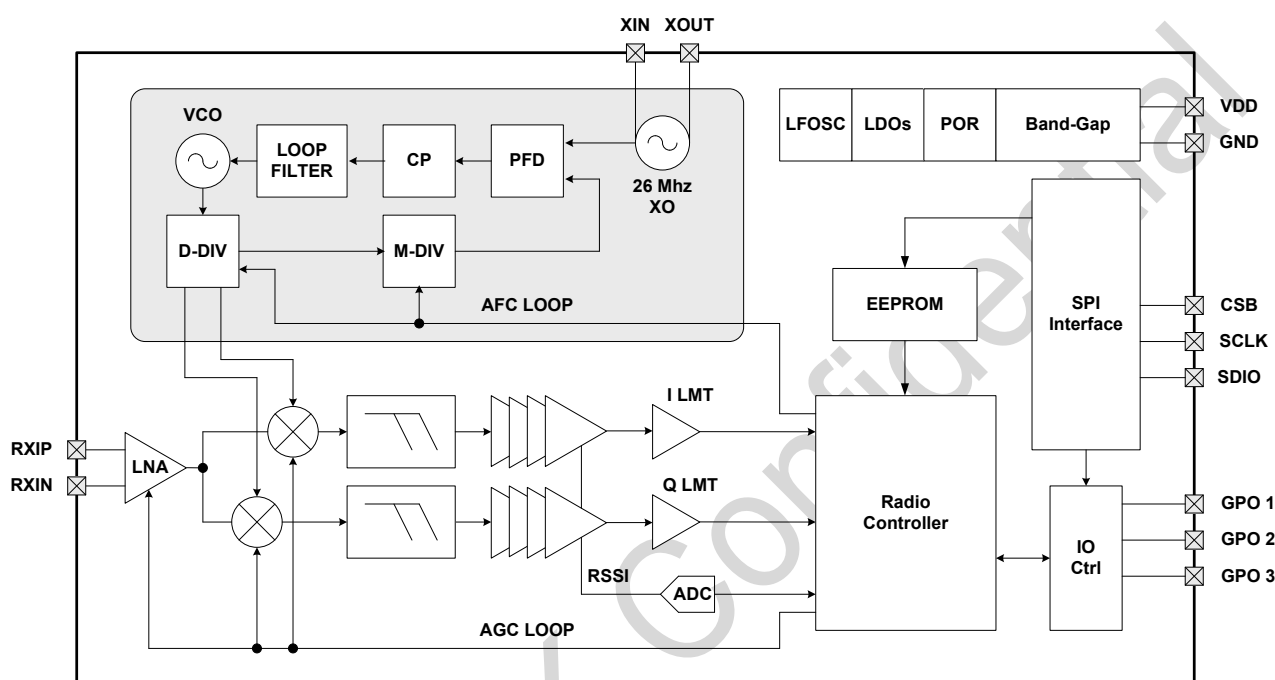 XIN XOUT
VCO
LOOP
FILTER
CP
PFD
26 Mhz
XO
D-DIV
M-DIV
AFC LOOP
LFOSC
LDOs
POR
Band-Gap
VDD
GND
EEPROM
SPI
Interface
CSB
SCLK
SDIO
RXIP
RXIN
LNA
I LMT
Q LMT
RSSI
ADC
AGC LOOP
Radio
Controller
IO
Ctrl
GPO 1
GPO 2
GPO 3
Confidential